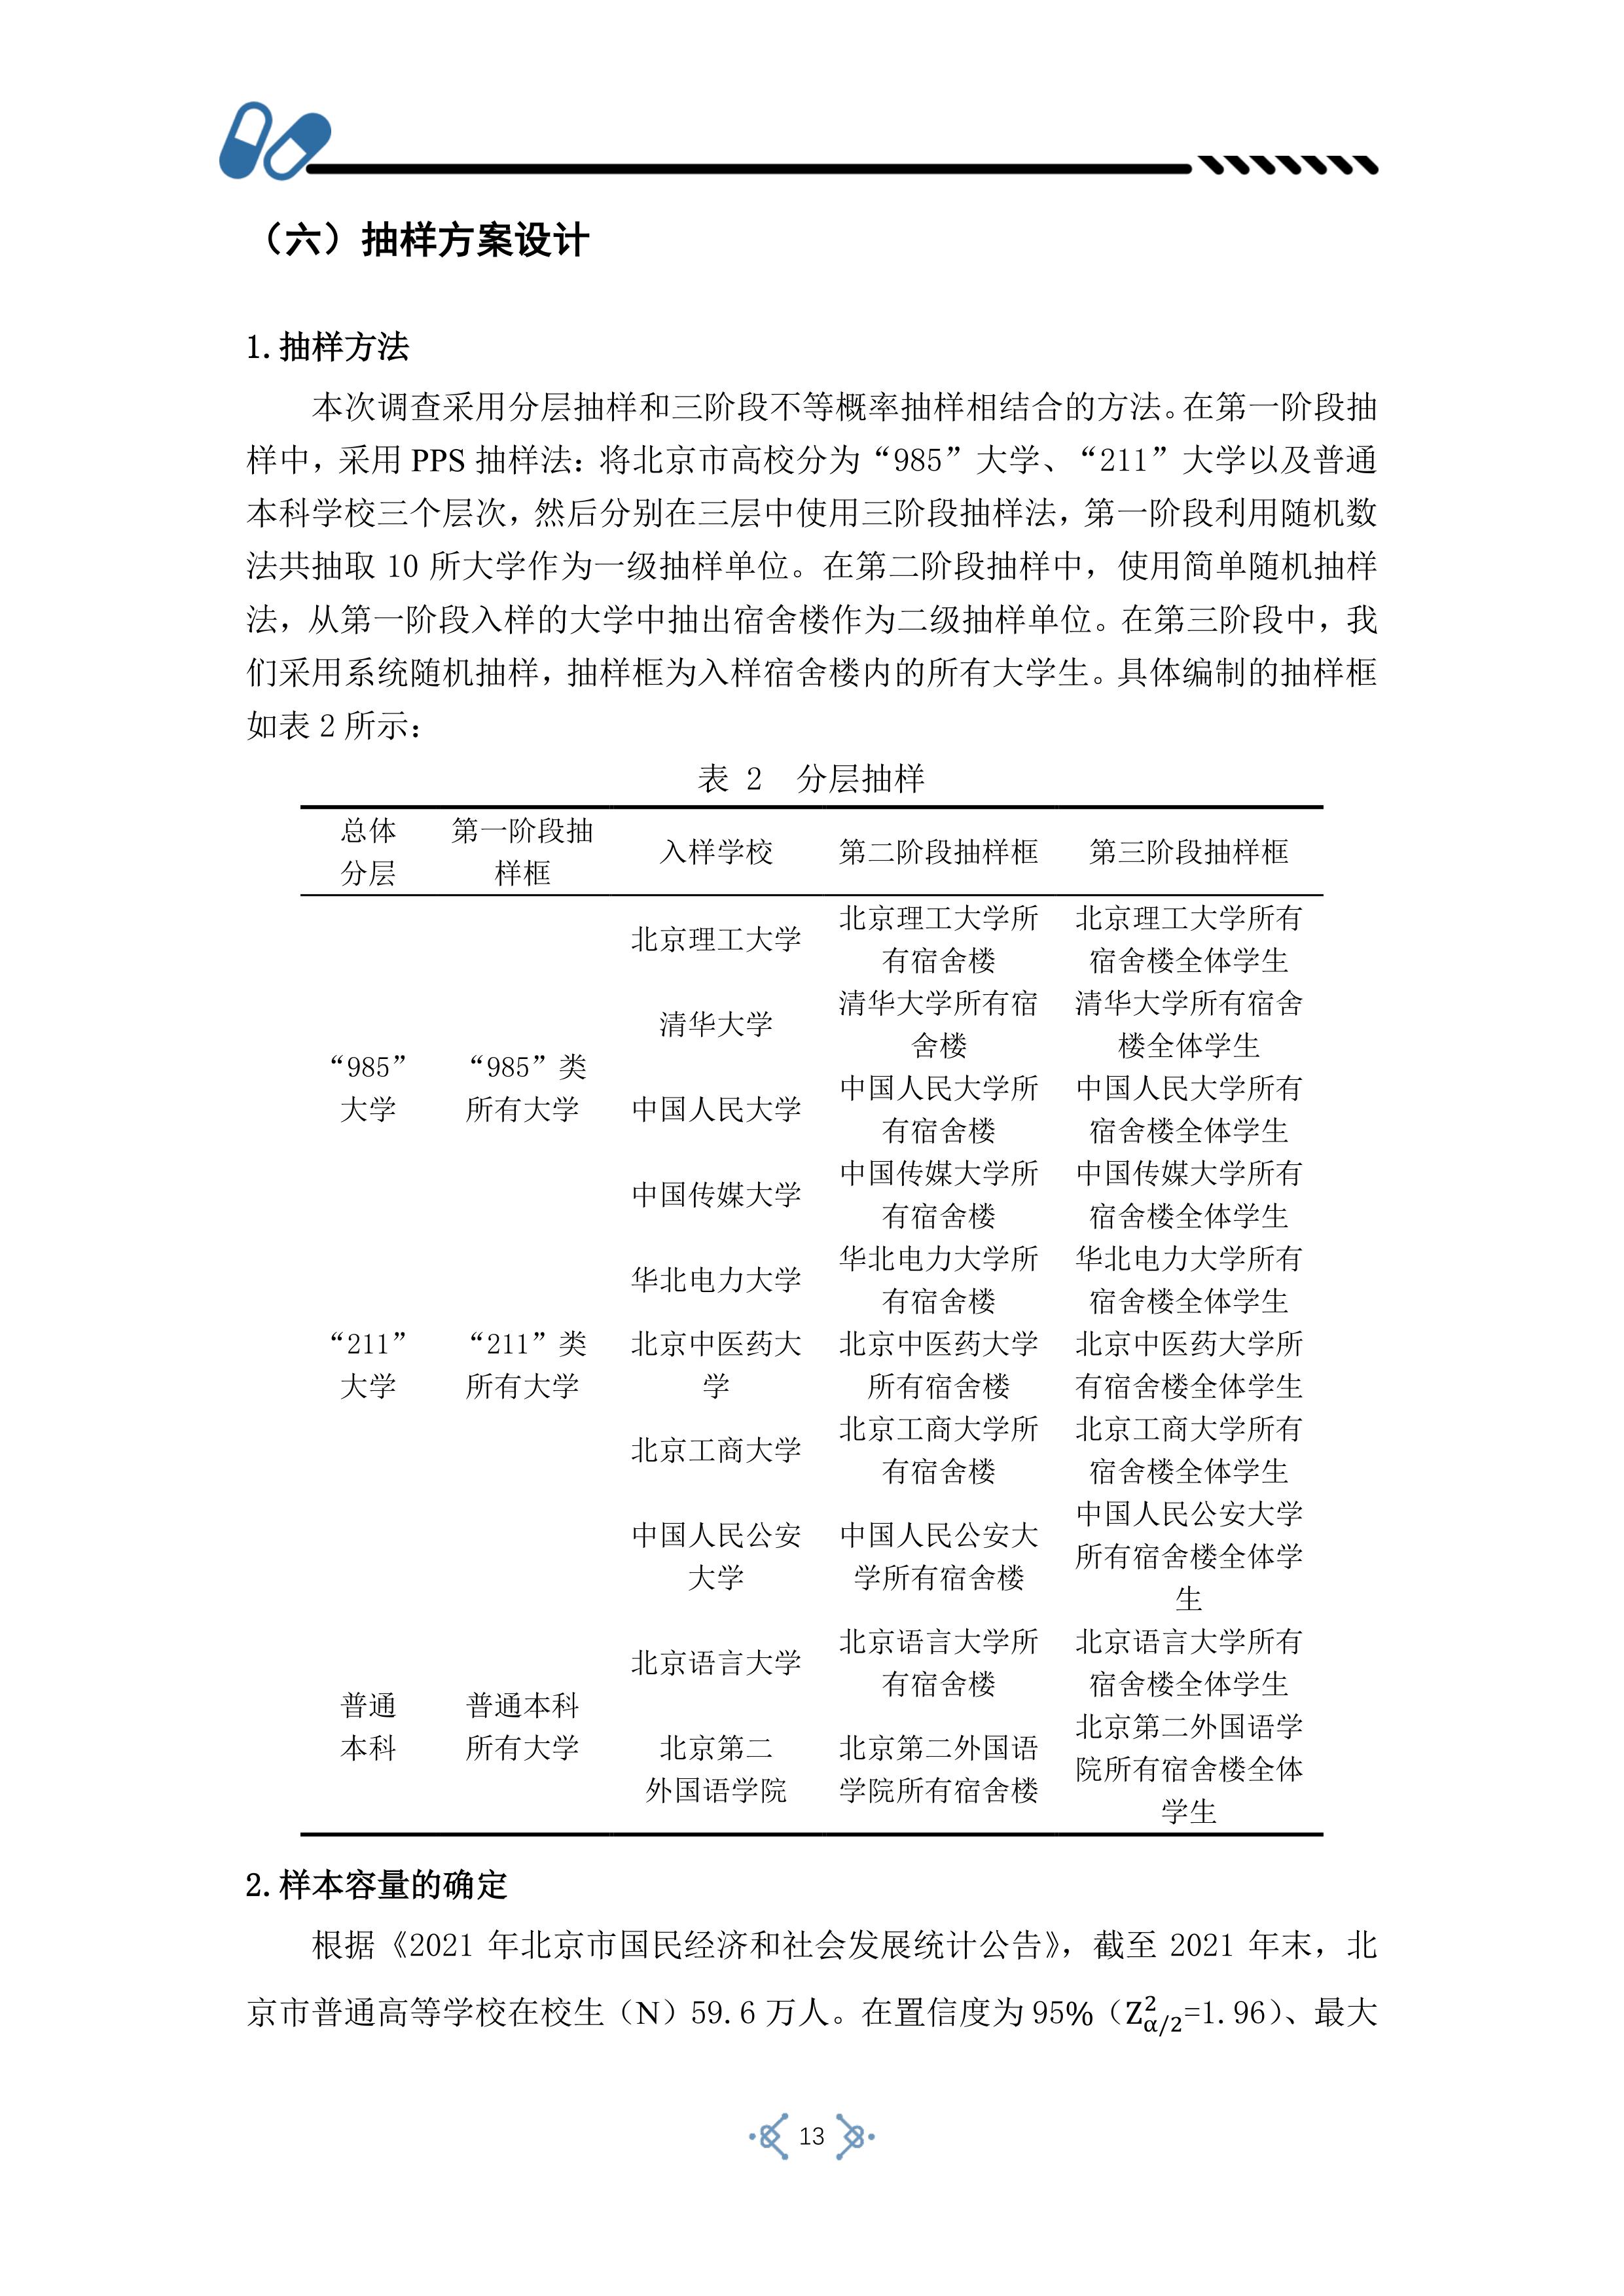 （六）抽样方案设计
1.抽样方法
本次调查采用分层抽样和三阶段不等概率抽样相结合的方法。在第一阶段抽
样中，采用 PPS 抽样法：将北京市高校分为“985”大学、“211”大学以及普通
本科学校三个层次，然后分别在三层中使用三阶段抽样法，第一阶段利用随机数
法共抽取 10 所大学作为一级抽样单位。在第二阶段抽样中，使用简单随机抽样
法，从第一阶段入样的大学中抽出宿舍楼作为二级抽样单位。在第三阶段中，我
们采用系统随机抽样，抽样框为入样宿舍楼内的所有大学生。具体编制的抽样框
如表 2 所示：
表 2 分层抽样
总体
分层
第一阶段抽
样框
入样学校
第二阶段抽样框
第三阶段抽样框
“985”
大学
“985”类
所有大学
北京理工大学
北京理工大学所
有宿舍楼
北京理工大学所有
宿舍楼全体学生
清华大学
清华大学所有宿
舍楼
清华大学所有宿舍
楼全体学生
中国人民大学
中国人民大学所
有宿舍楼
中国人民大学所有
宿舍楼全体学生
中国传媒大学
中国传媒大学所
有宿舍楼
中国传媒大学所有
宿舍楼全体学生
华北电力大学
华北电力大学所
有宿舍楼
华北电力大学所有
宿舍楼全体学生
“211”
大学
“211”类
所有大学
北京中医药大
学
北京中医药大学
所有宿舍楼
北京中医药大学所
有宿舍楼全体学生
北京工商大学
北京工商大学所
有宿舍楼
北京工商大学所有
宿舍楼全体学生
中国人民公安
大学
中国人民公安大
学所有宿舍楼
中国人民公安大学
所有宿舍楼全体学
生
北京语言大学
北京语言大学所
有宿舍楼
北京语言大学所有
宿舍楼全体学生
普通
本科
普通本科
所有大学
北京第二
外国语学院
北京第二外国语
学院所有宿舍楼
北京第二外国语学
院所有宿舍楼全体
学生
2.样本容量的确定
根据《2021 年北京市国民经济和社会发展统计公告》，截至 2021 年末，北
京市普通高等学校在校生（N）59.6 万人。在置信度为 95%（Z²α/2=1.96）、最大
13